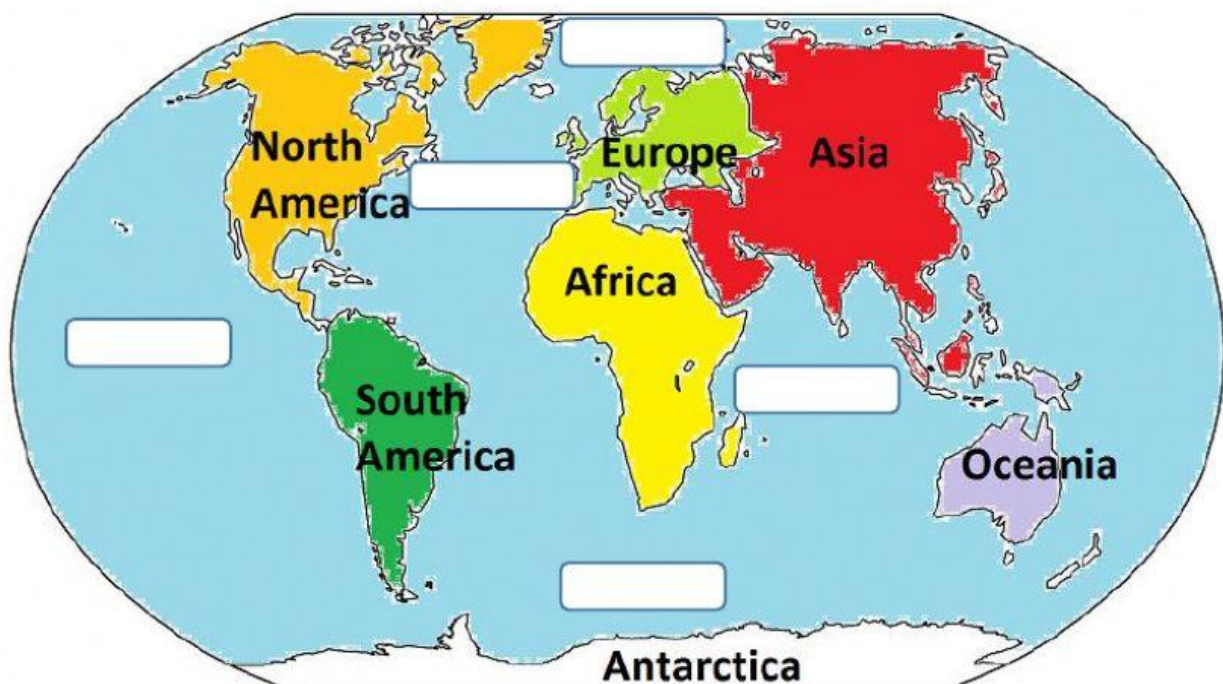 North
America
Europe
Asia
Africa
South
America
Oceania
Antarctica